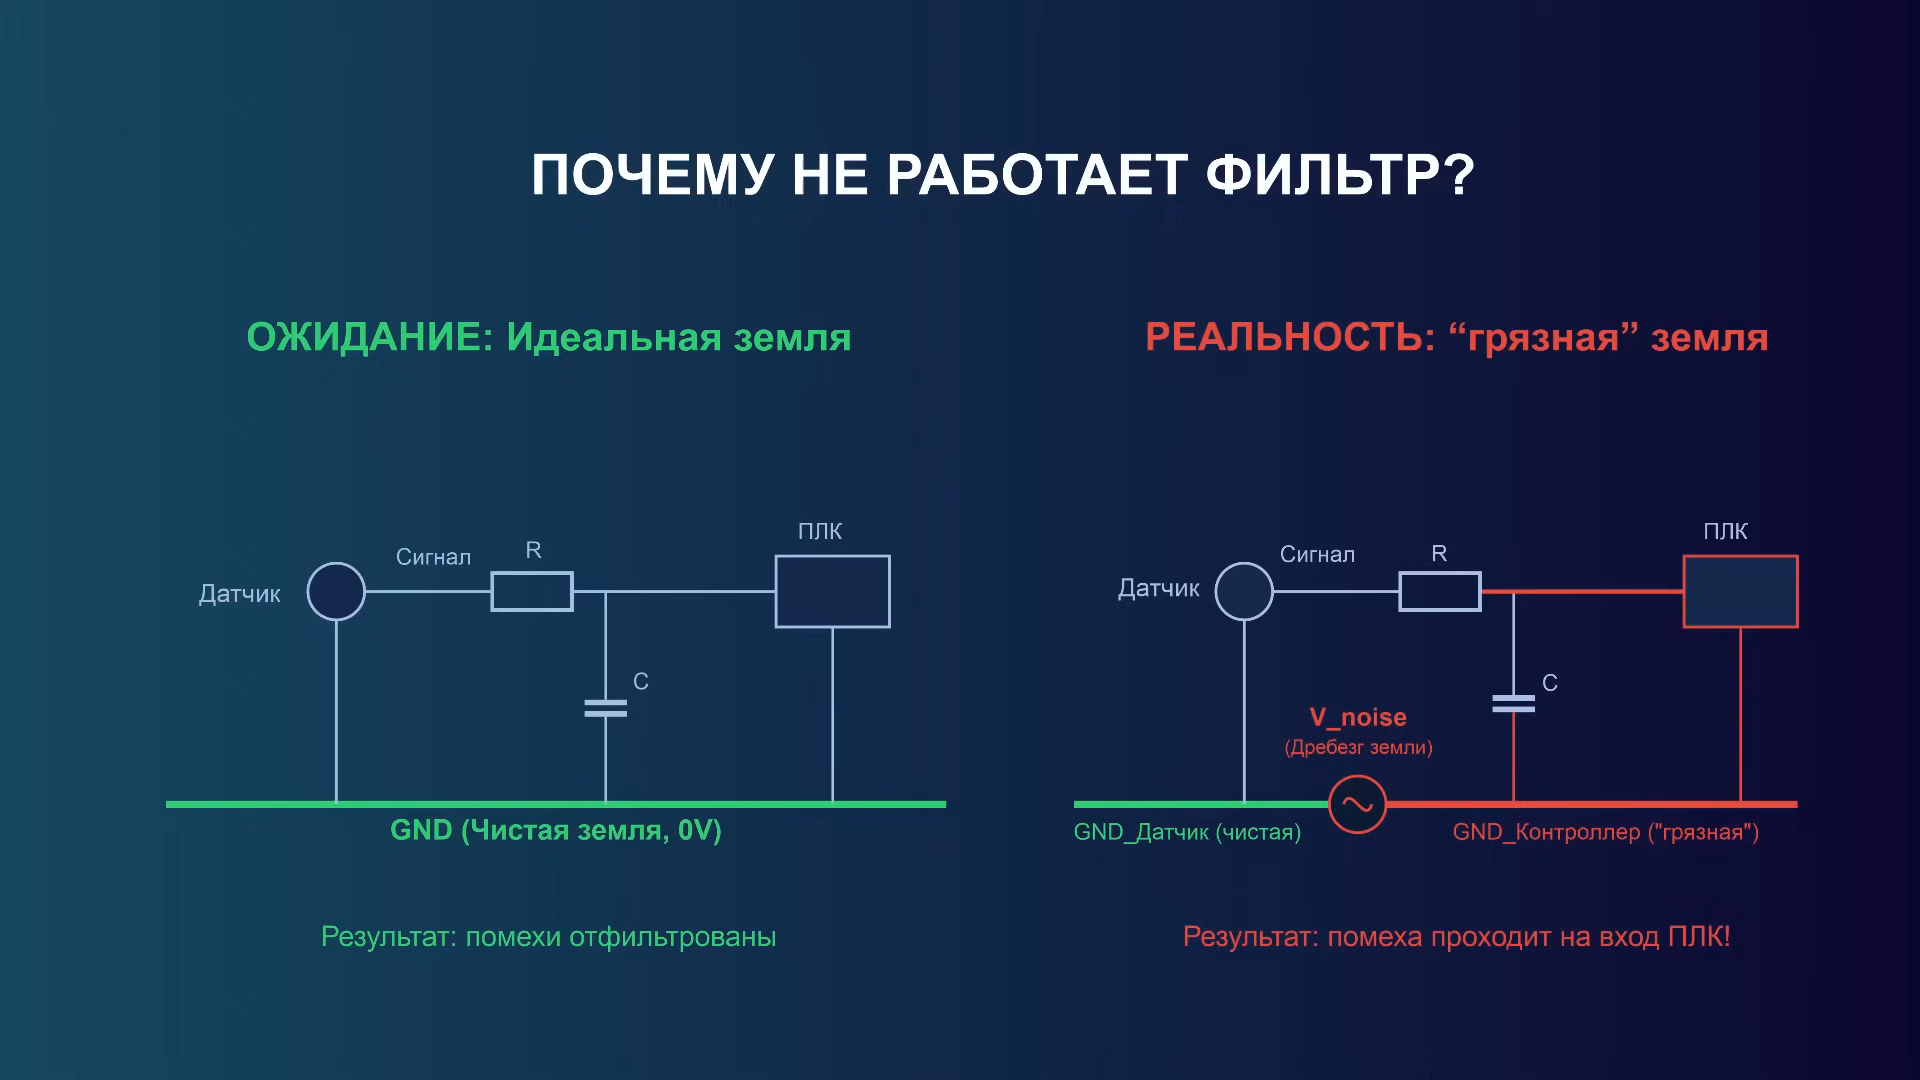 ПОЧЕМУ НЕ РАБОТАЕТ ФИЛЬТР?
ОЖИДАНИЕ: Идеальная земля
Датчик
Сигнал
R
ПЛК
C
GND (Чистая земля, 0V)
Результат: помехи отфильтрованы
РЕАЛЬНОСТЬ: “грязная” земля
Датчик
Сигнал
R
ПЛК
C
V_noise
(Дребезг земли)
GND_Датчик (чистая)
GND_Контроллер ("грязная")
Результат: помеха проходит на вход ПЛК!